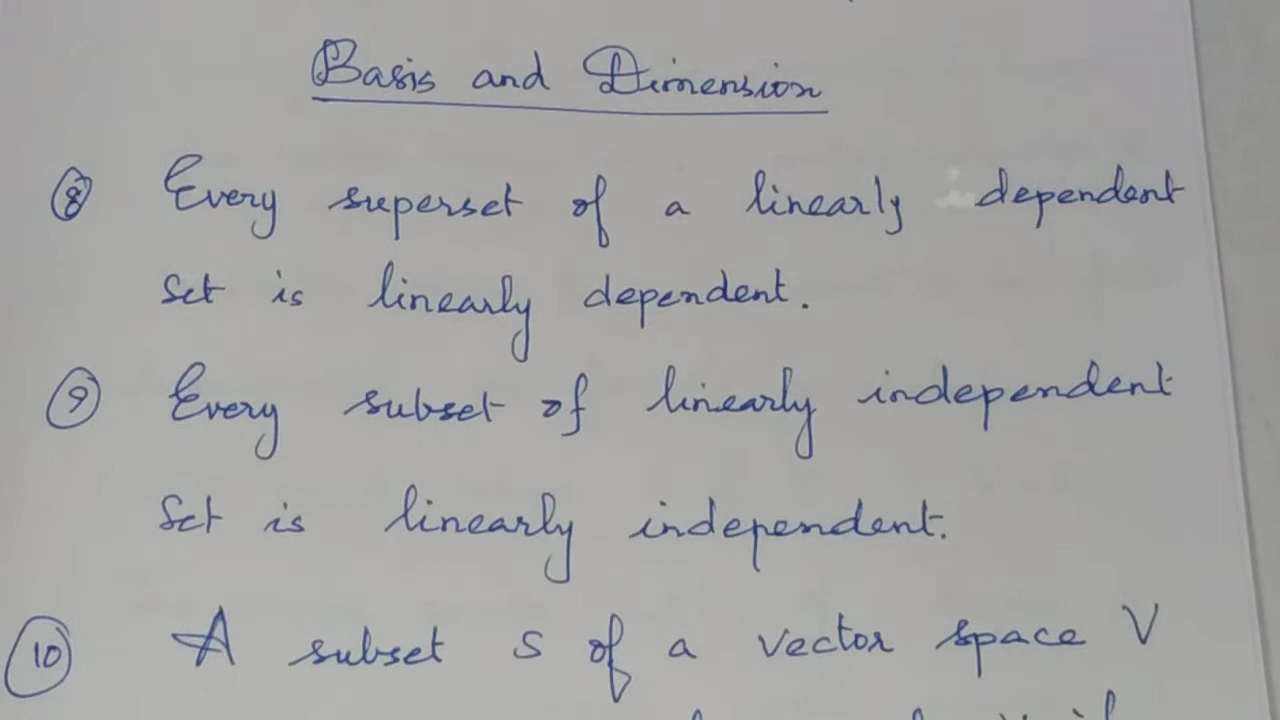 Basis and Dimension
⑧ Every superset of a linearly dependent
set is linearly dependent.
⑨ Every subset of linearly independent
set is linearly independent.
⑩ A subset S of a vector space V